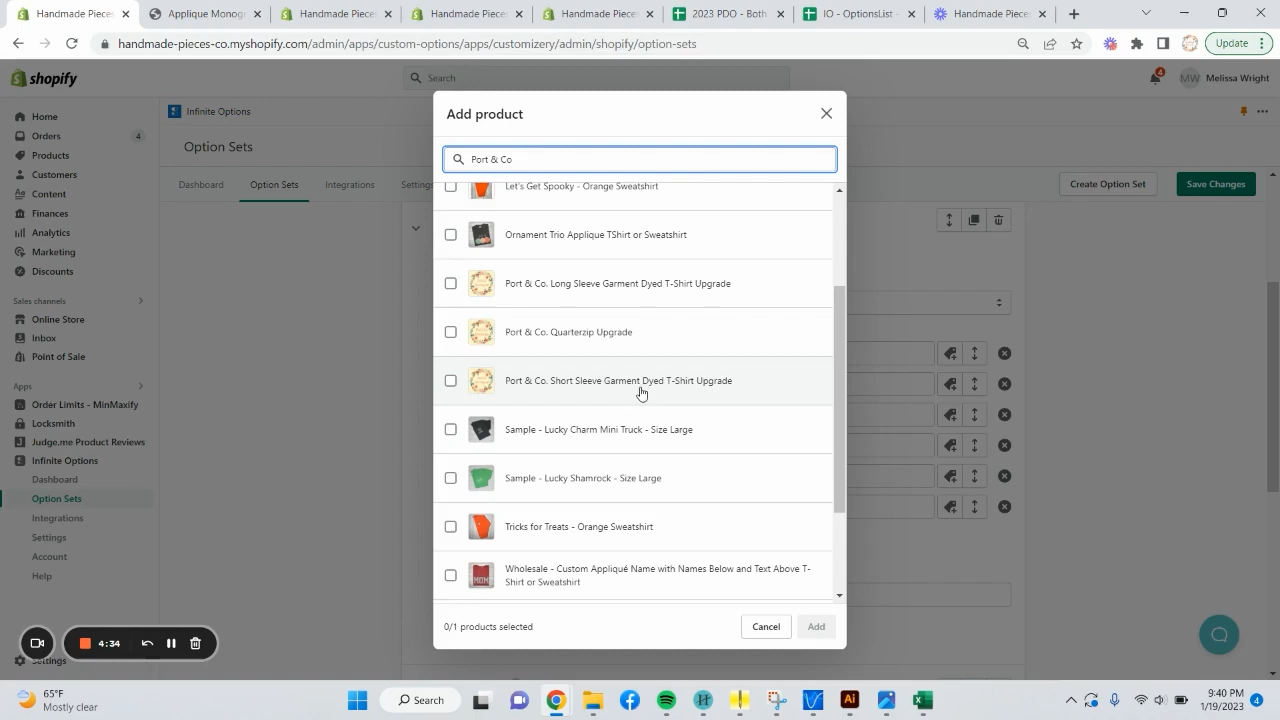 Handmade Pieces C
Applique Monogr
Handmade Pieces C
Handmade Pieces C
Handmade Pieces C
2023 PDO - Both
IO - OptionsList -
Handmade Pieces
handmade-pieces-co.myshopify.com/admin/apps/custom-options/apps/customizery/admin/shopify/option-sets
Update
shopify
Search
4
MW
Melissa Wright
Home
Orders
4
Products
Customers
Content
Finances
Analytics
Marketing
Discounts
Sales channels
Online Store
Inbox
Point of Sale
Apps
Order Limits - MinMaxify
Locksmith
Judge.me Product Reviews
Infinite Options
Dashboard
Option Sets
Integrations
Settings
Account
Help
Settings
Infinite Options
Option Sets
Dashboard
Option Sets
Integrations
Settings
Create Option Set
Save Changes
Add product
Port & Co
Let's Get Spooky - Orange Sweatshirt
Ornament Trio Applique TShirt or Sweatshirt
Port & Co. Long Sleeve Garment Dyed T-Shirt Upgrade
Port & Co. Quarterzip Upgrade
Port & Co. Short Sleeve Garment Dyed T-Shirt Upgrade
Sample - Lucky Charm Mini Truck - Size Large
Sample - Lucky Shamrock - Size Large
Tricks for Treats - Orange Sweatshirt
Wholesale - Custom Appliqué Name with Names Below and Text Above T-
Shirt or Sweatshirt
0/1 products selected
Cancel
Add
4:34
65°F
Mostly clear
Search
Ai
9:40 PM
1/19/2023
4